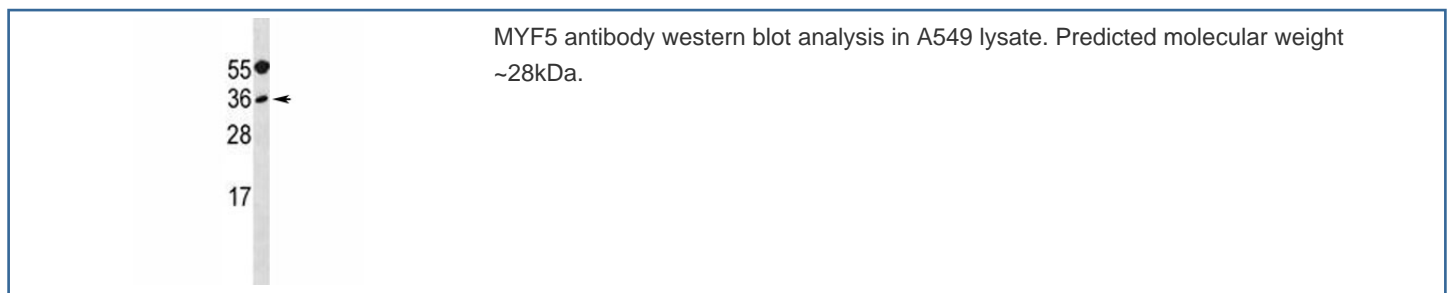 MYF5 antibody western blot analysis in A549 lysate. Predicted molecular weight
~28kDa.
55
36
28
17